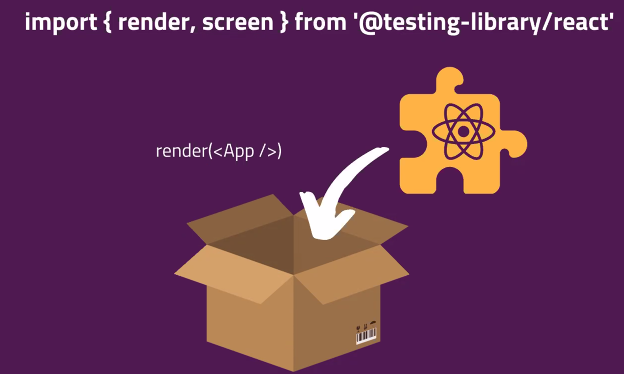 import { render, screen } from '@testing-library/react'
render(<App />)